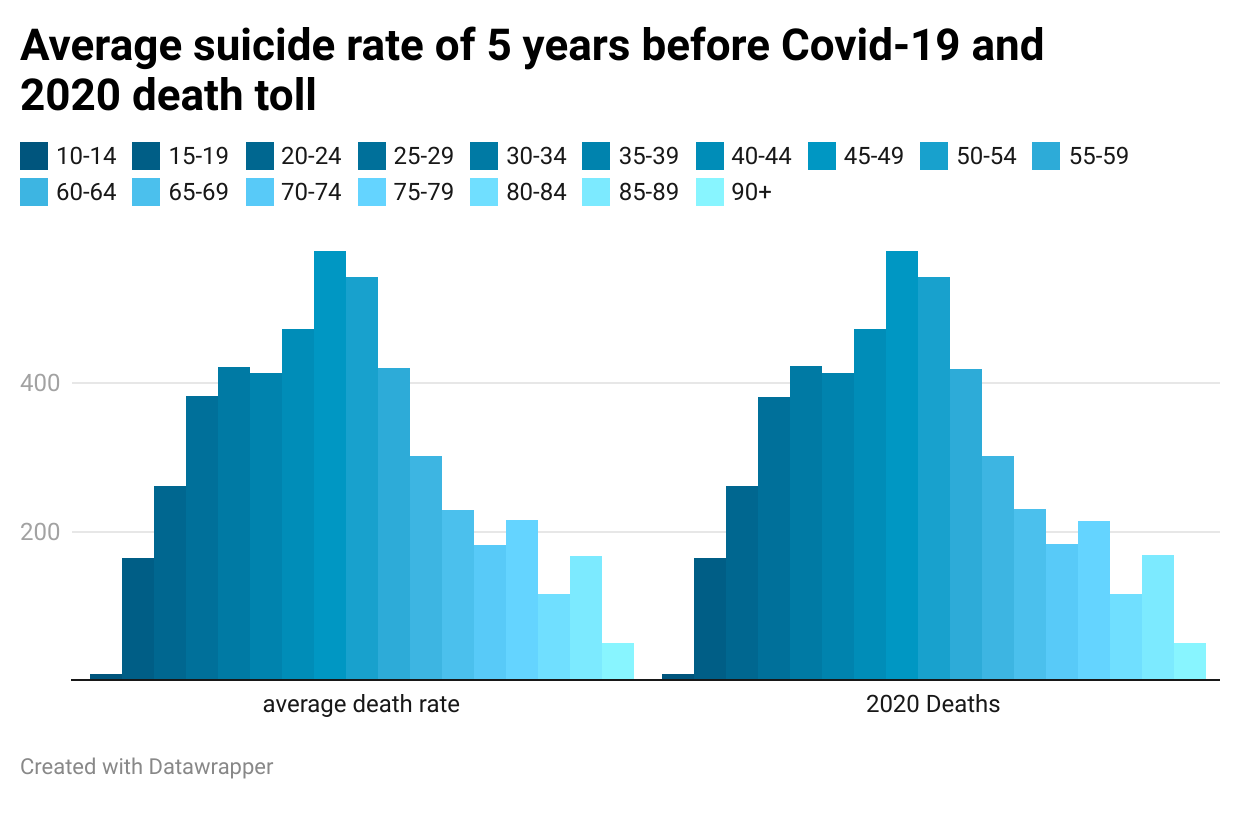 Average suicide rate of 5 years before Covid-19 and
2020 death toll
10-14 15-19 20-24 25-29 30-34 35-39 40-44 45-49 50-54 55-59
60-64 65-69 70-74 75-79 80-84 85-89 90+
400
200
average death rate 2020 Deaths
Created with Datawrapper